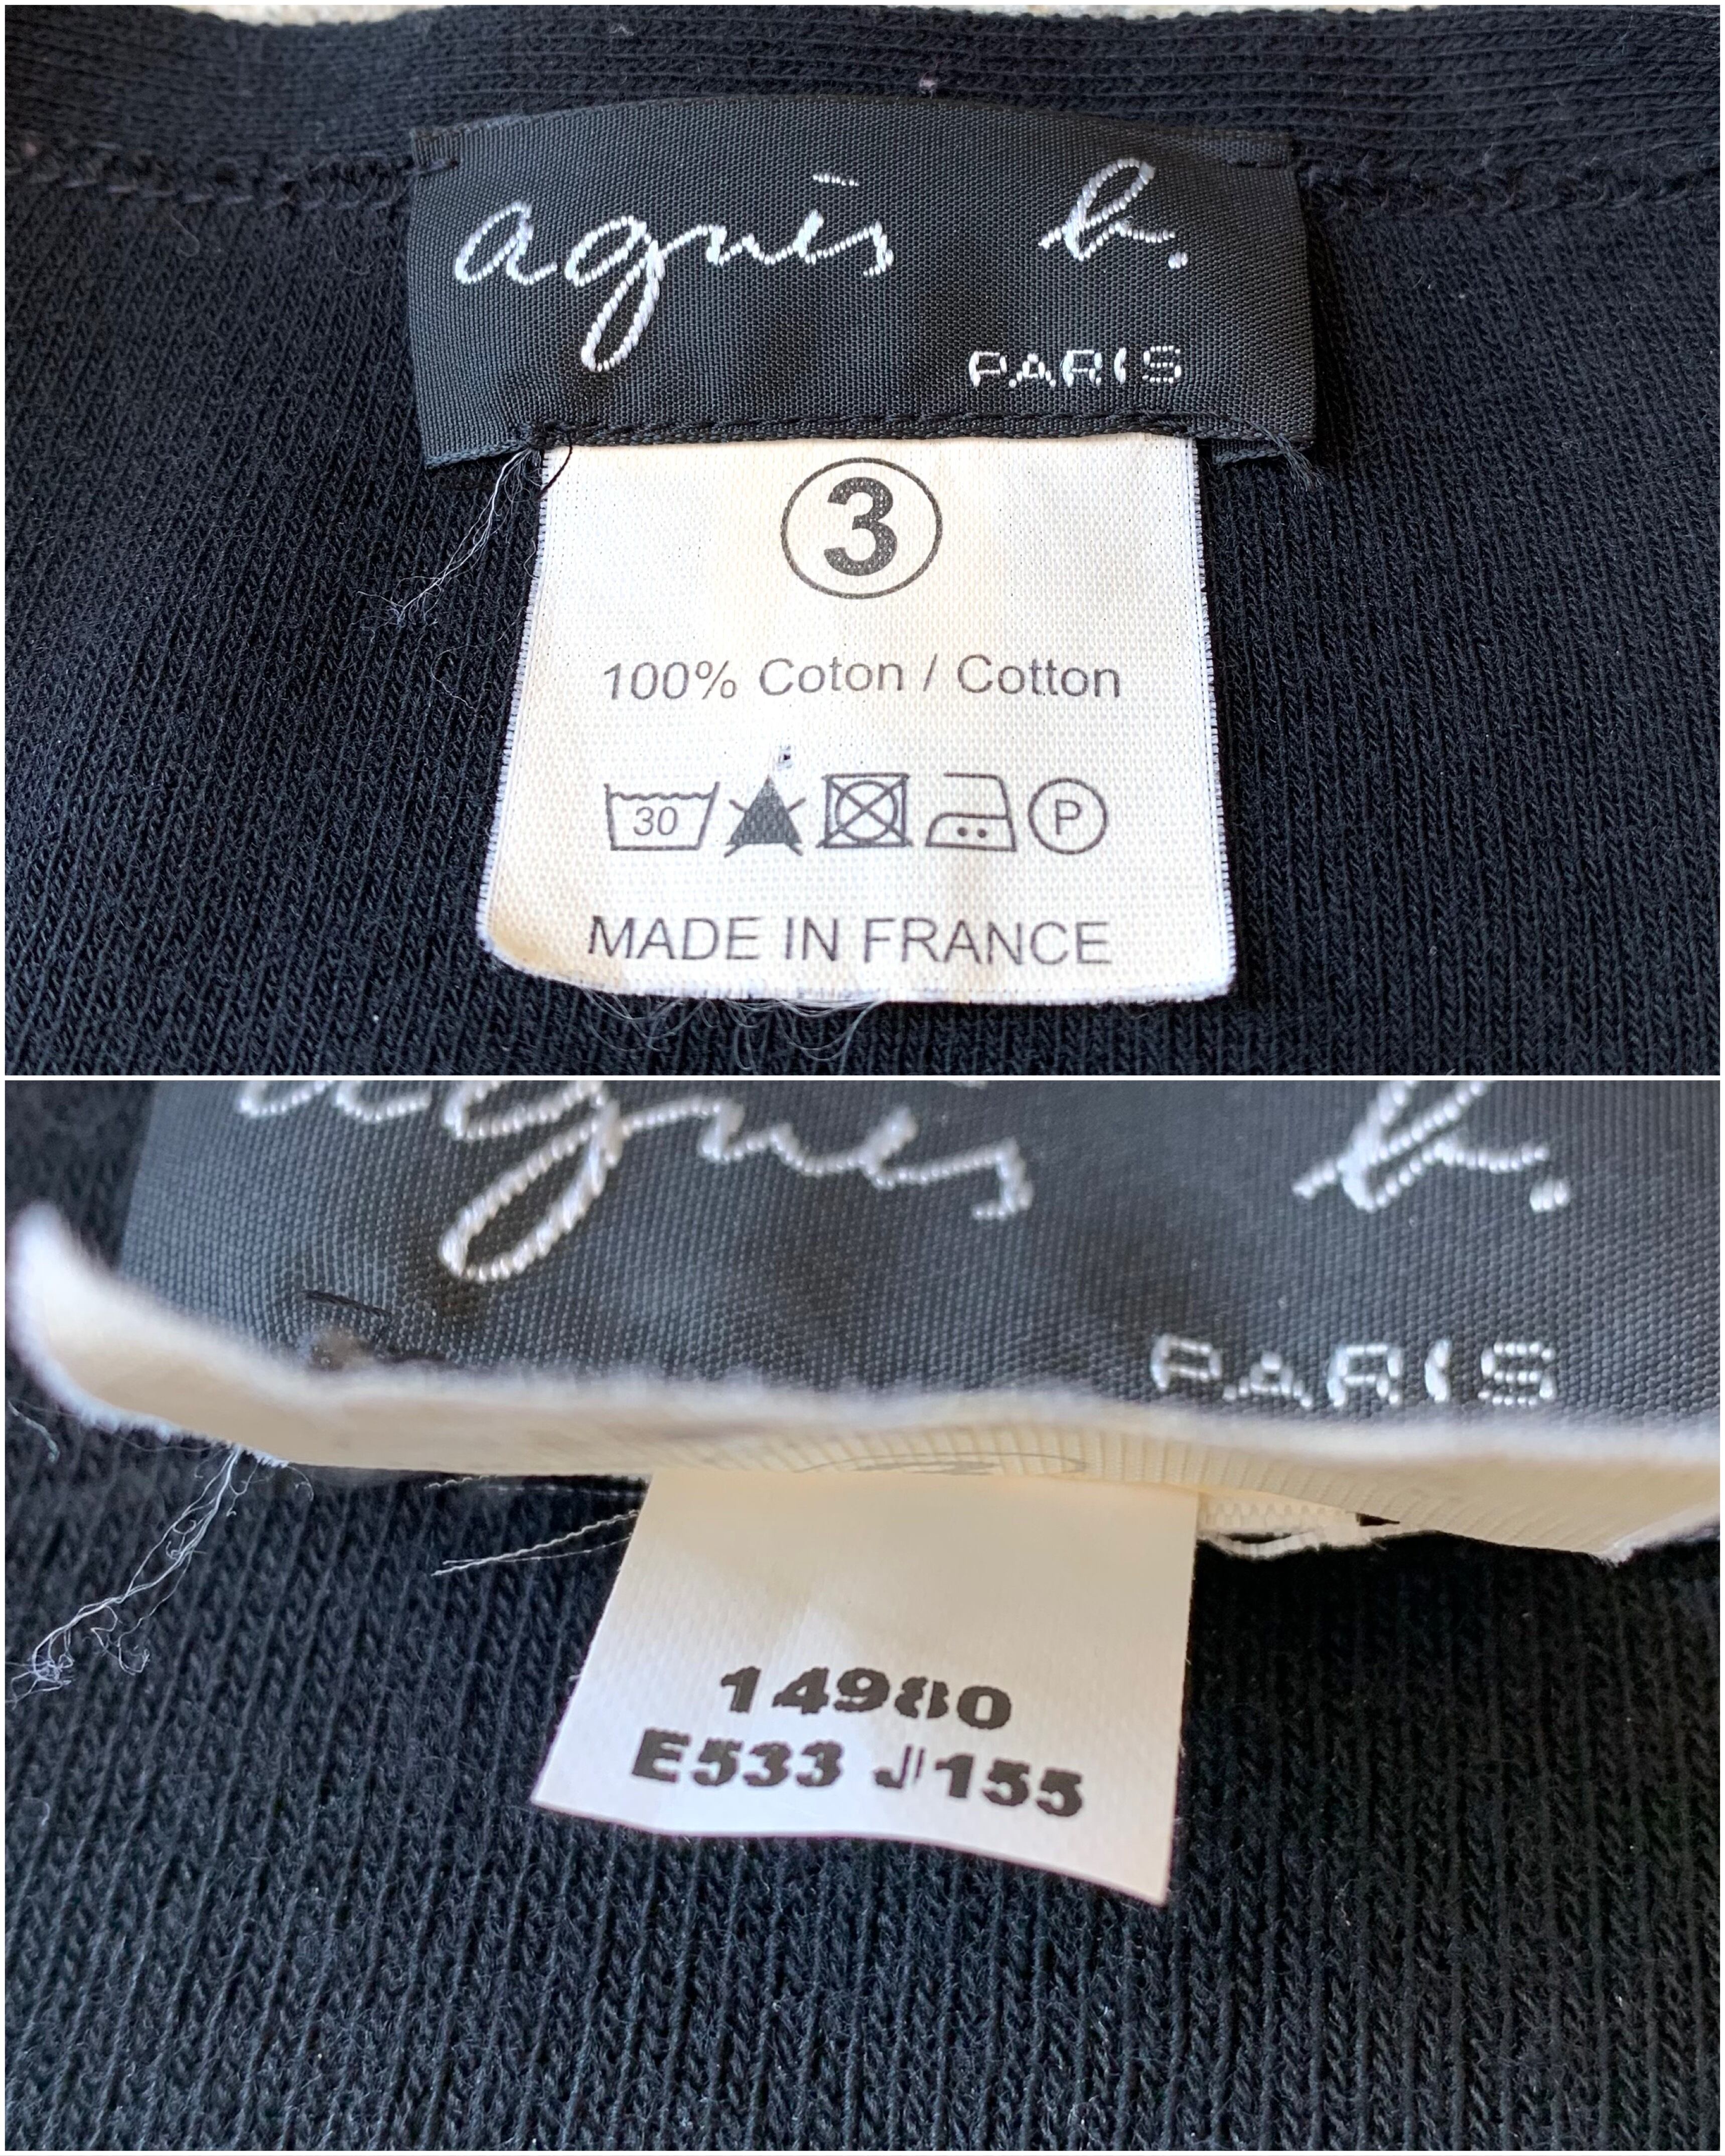 agnès b.
PARIS
3
100% Coton / Cotton
30 P
MADE IN FRANCE
agnès b.
PARIS
14980
E533 J155